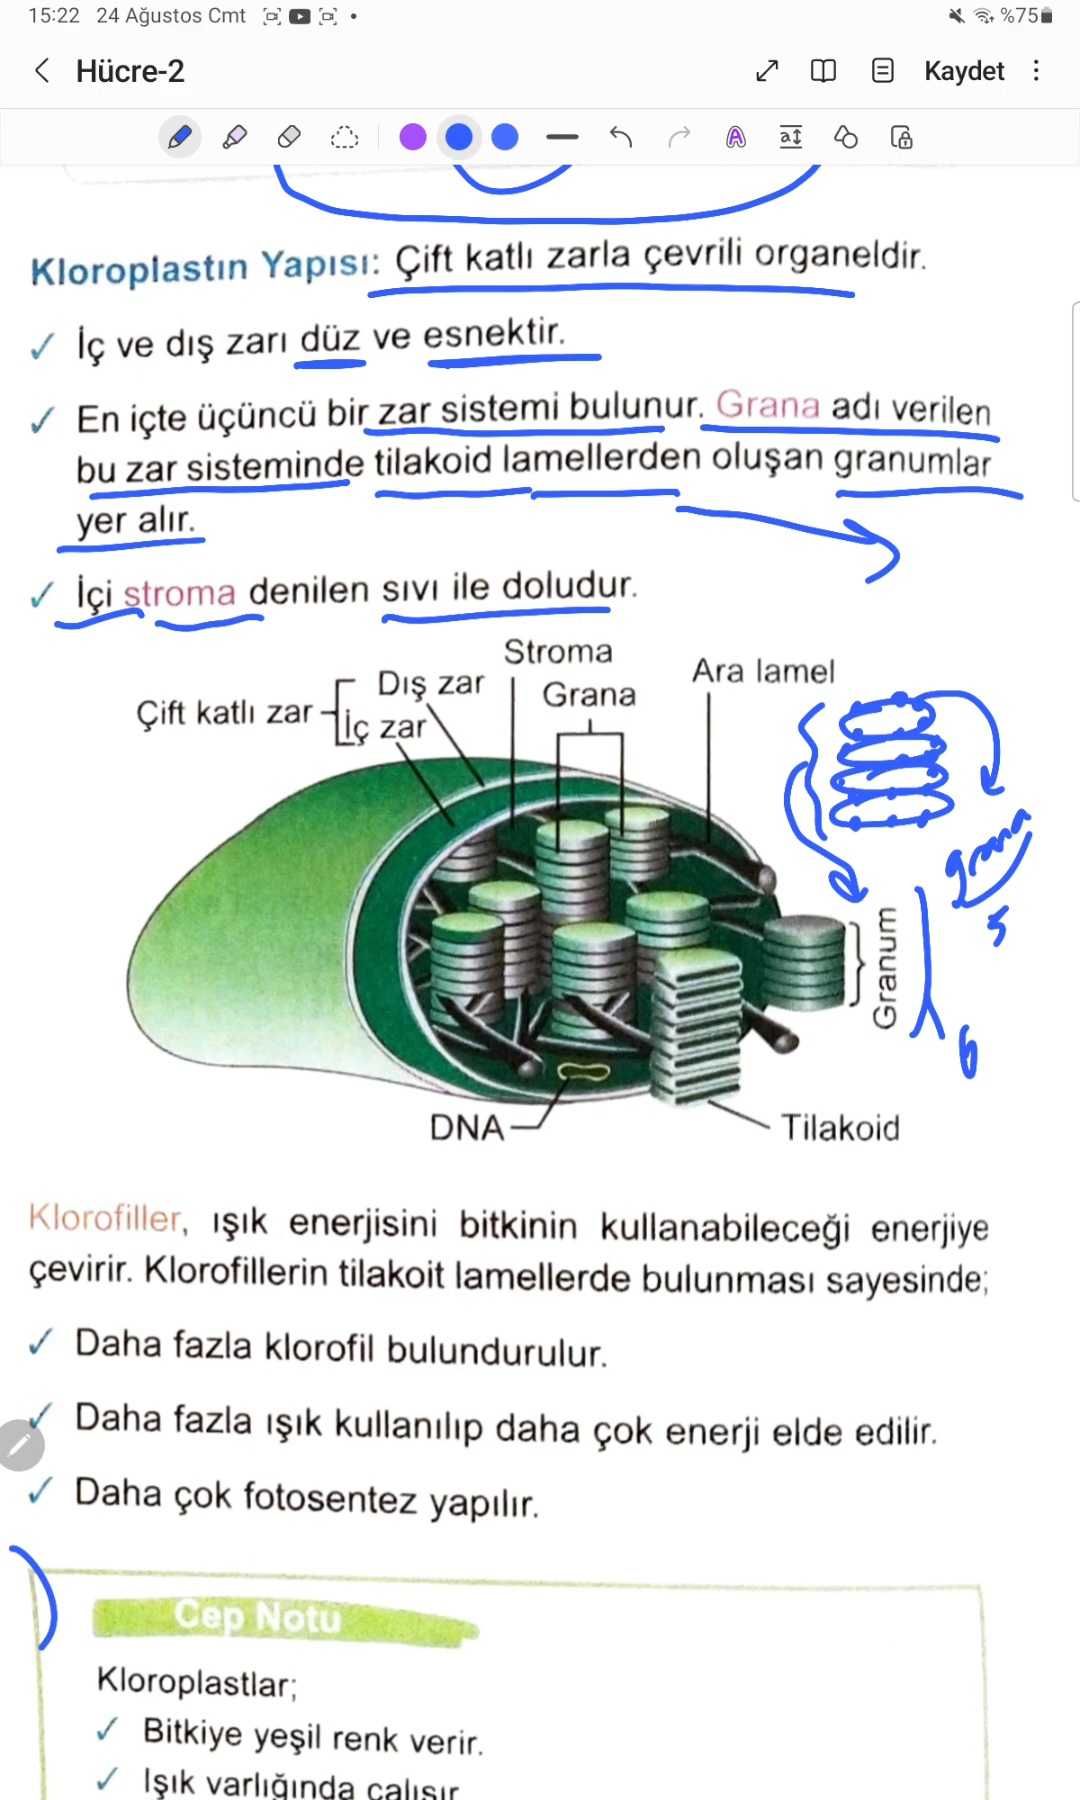 15:22 24 Ağustos Cmt
%75
Hücre-2
Kaydet
Kloroplastın Yapısı: Çift katlı zarla çevrili organeldir.
✓ İç ve dış zarı düz ve esnektir.
✓ En içte üçüncü bir zar sistemi bulunur. Grana adı verilen
bu zar sisteminde tilakoid lamellerden oluşan granumlar
yer alır.
✓ İçi stroma denilen sıvı ile doludur.
Stroma
Ara lamel
Dış zar
Grana
Çift katlı zar
İç zar
grana
Granum
DNA
Tilakoid
Klorofiller, ışık enerjisini bitkinin kullanabileceği enerjiye
çevirir. Klorofillerin tilakoit lamellerde bulunması sayesinde;
✓ Daha fazla klorofil bulundurulur.
✓ Daha fazla ışık kullanılıp daha çok enerji elde edilir.
✓ Daha çok fotosentez yapılır.
Cep Notu
Kloroplastlar;
✓ Bitkiye yeşil renk verir.
✓ Işık varlığında çalışır